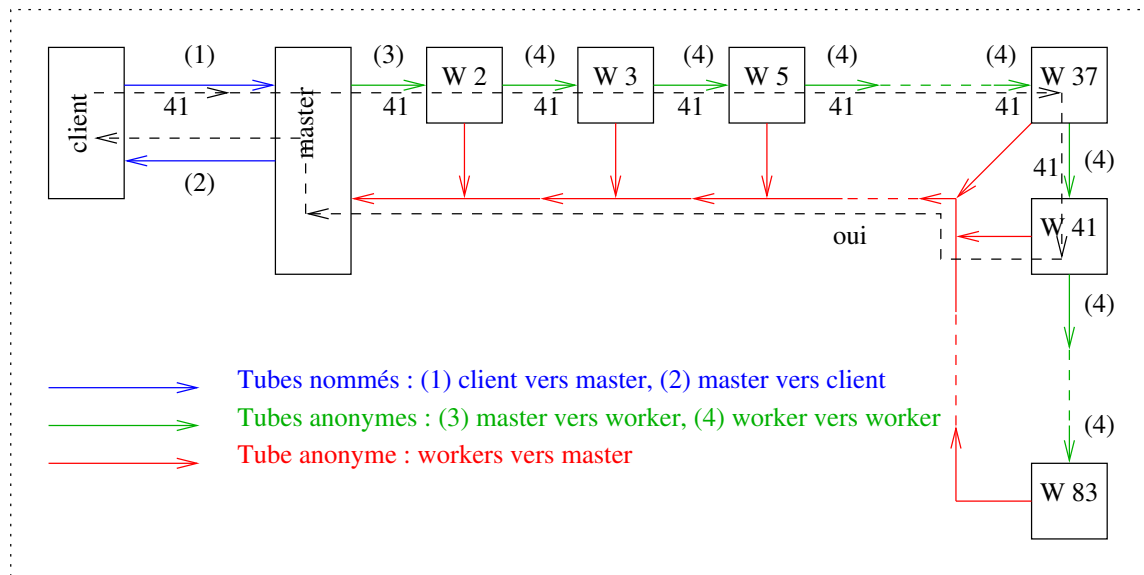 (1) (3) (4) (4) (4) (4)
W 2 W 3 W 5 W 37
client 41 master 41 41 41 41 41
(2) 41 (4)
oui W 41
(4)
Tubes nommés : (1) client vers master, (2) master vers client
Tubes anonymes : (3) master vers worker, (4) worker vers worker
(4)
Tube anonyme : workers vers master
W 83